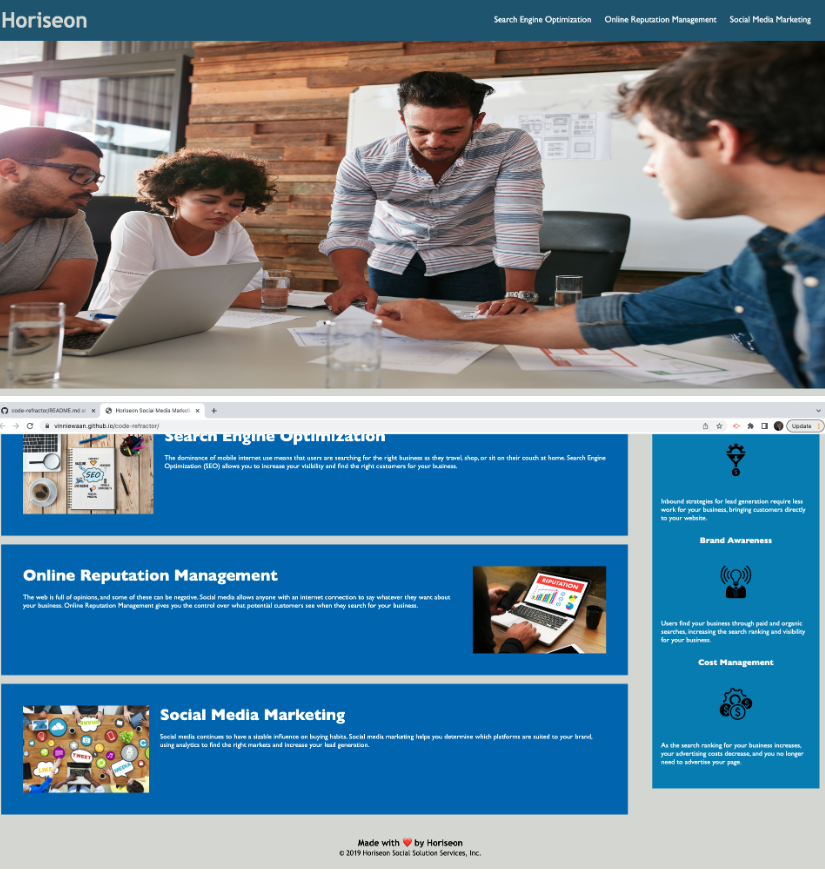 Horiseon
Search Engine Optimization Online Reputation Management Social Media Marketing
code-refracter/README.md at
Horiseon Social Media Marketi
vinniewaan.github.io/code-refracter/
Update
Search Engine Optimization
The dominance of mobile internet use means that users are searching for the right business as they travel, shop, or sit on their couch at home. Search Engine
Optimization (SEO) allows you to increase your visibility and find the right customers for your business.
SEO
Online Reputation Management
The web is full of opinions, and some of these can be negative. Social media allows anyone with an internet connection to say whatever they want about
your business. Online Reputation Management gives you the control over what potential customers see when they search for your business.
REPUTATION
Social Media Marketing
Social media continues to have a sizable influence on buying habits. Social media marketing helps you determine which platforms are suited to your brand,
using analytics to find the right markets and increase your lead generation.
TWEET
LIKE
MEDIA
Inbound strategies for lead generation require less
work for your business, bringing customers directly
to your website.
Brand Awareness
Users find your business through paid and organic
searches, increasing the search ranking and visibility
for your business.
Cost Management
As the search ranking for your business increases,
your advertising costs decrease, and you no longer
need to advertise your page.
Made with ❤️ by Horiseon
© 2019 Horiseon Social Solution Services, Inc.